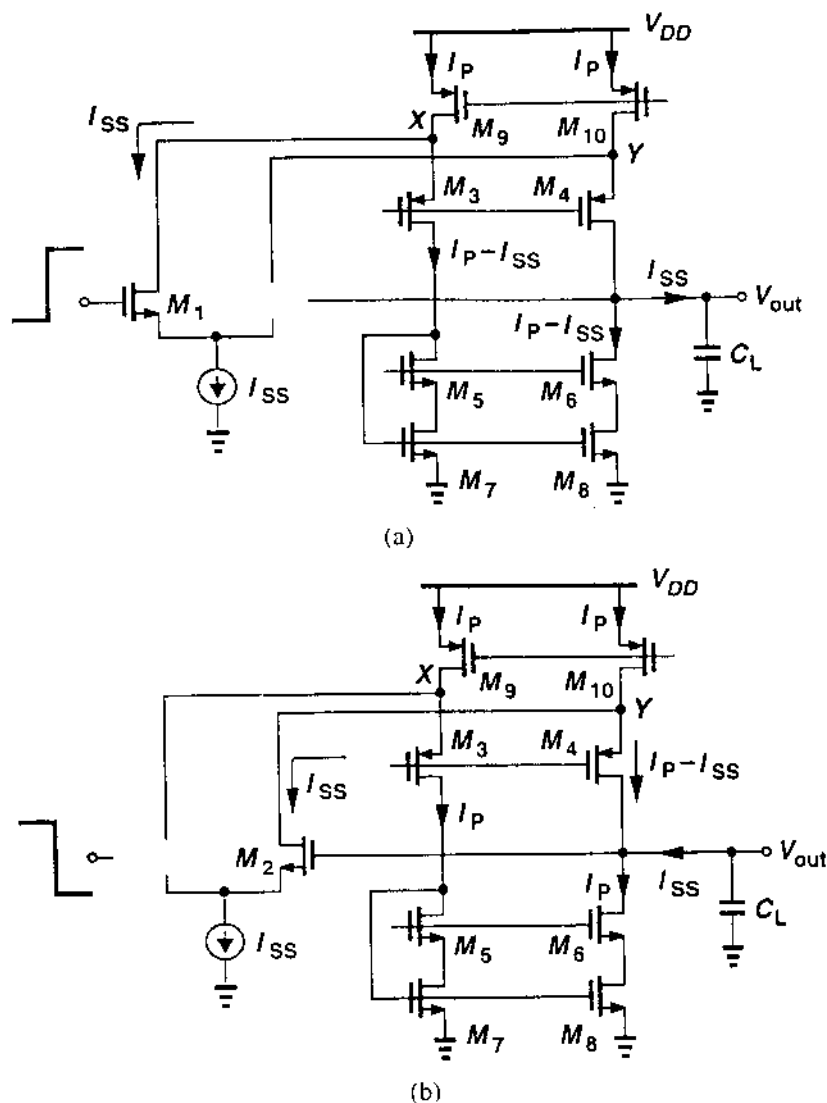 V_DD
I_P I_P
X M_9 M_10 Y
I_SS
M_3 M_4
I_P–I_SS
M_1
I_SS V_out
I_P–I_SS
C_L
I_SS
M_5 M_6
M_7 M_8
(a)
V_DD
I_P I_P
X M_9 M_10 Y
M_3 M_4
I_P–I_SS
I_SS
I_P
M_2
V_out
I_SS
I_P
C_L
I_SS
M_5 M_6
M_7 M_8
(b)